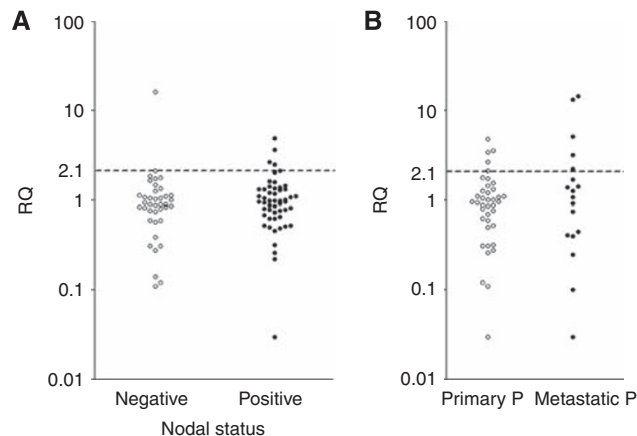 A
100
10
2.1
1
0.1
0.01
RQ
Negative Positive
Nodal status
B
100
10
2.1
1
0.1
0.01
RQ
Primary P Metastatic P